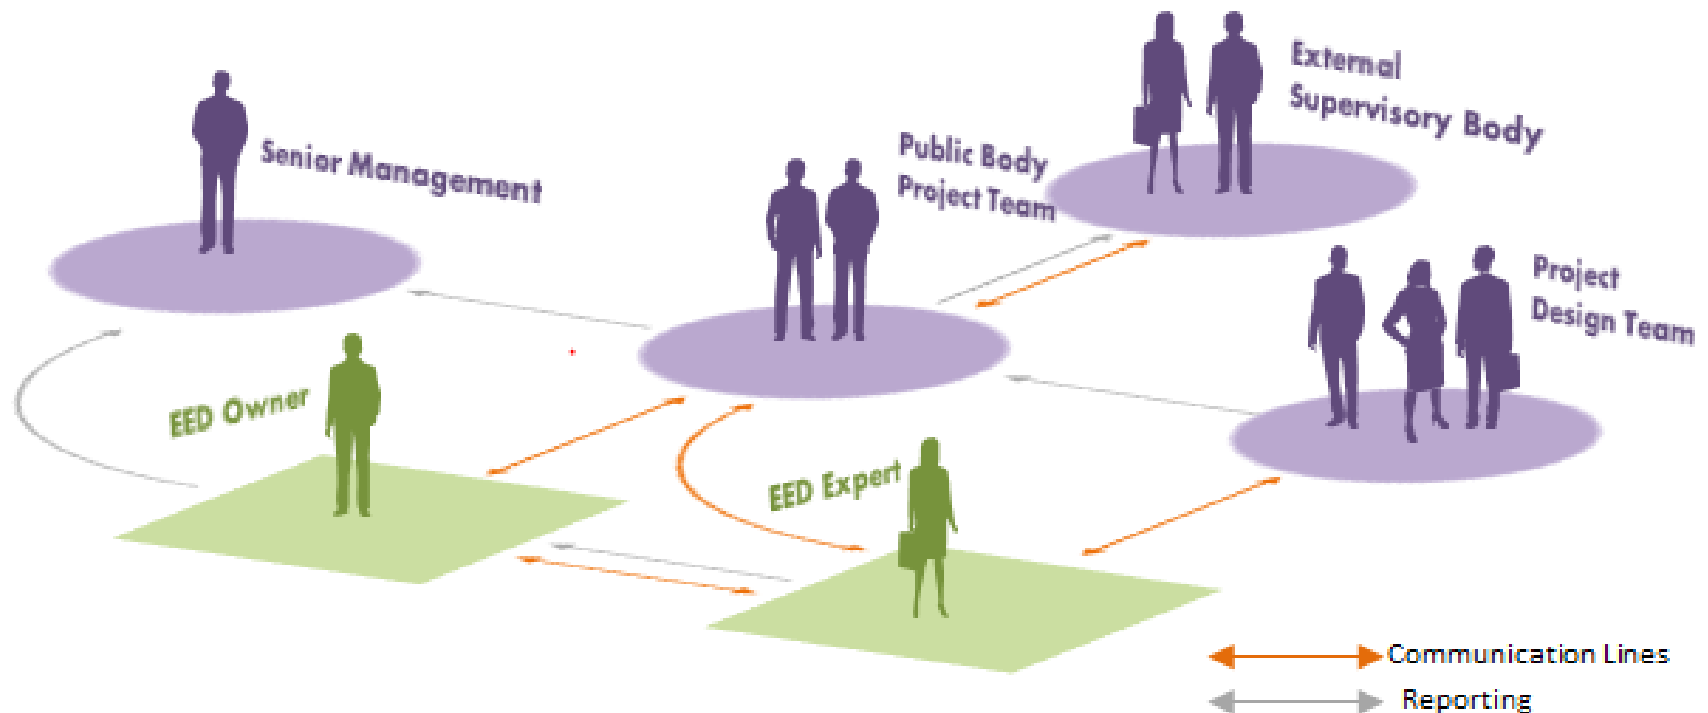 External
Supervisory Body
Senior Management
Public Body
Project Team
Project
Design Team
EED Owner
EED Expert
Communication Lines
Reporting